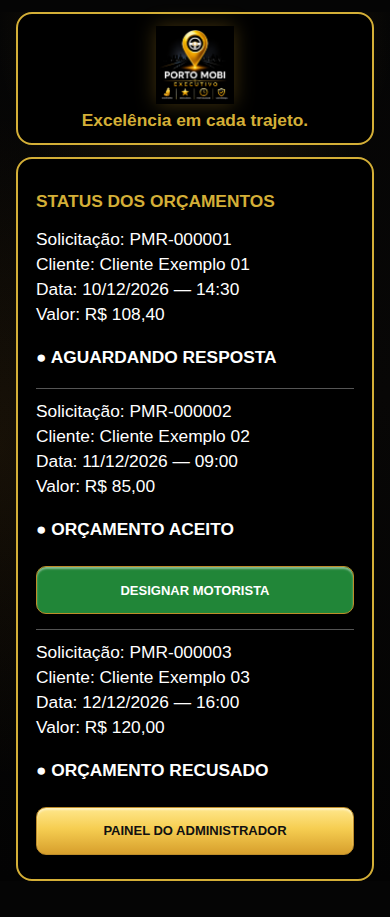 PORTO MOBI
EXECUTIVO
Excelência em cada trajeto.
STATUS DOS ORÇAMENTOS
Solicitação: PMR-000001
Cliente: Cliente Exemplo 01
Data: 10/12/2026 — 14:30
Valor: R$ 108,40
● AGUARDANDO RESPOSTA
Solicitação: PMR-000002
Cliente: Cliente Exemplo 02
Data: 11/12/2026 — 09:00
Valor: R$ 85,00
● ORÇAMENTO ACEITO
DESIGNAR MOTORISTA
Solicitação: PMR-000003
Cliente: Cliente Exemplo 03
Data: 12/12/2026 — 16:00
Valor: R$ 120,00
● ORÇAMENTO RECUSADO
PAINEL DO ADMINISTRADOR